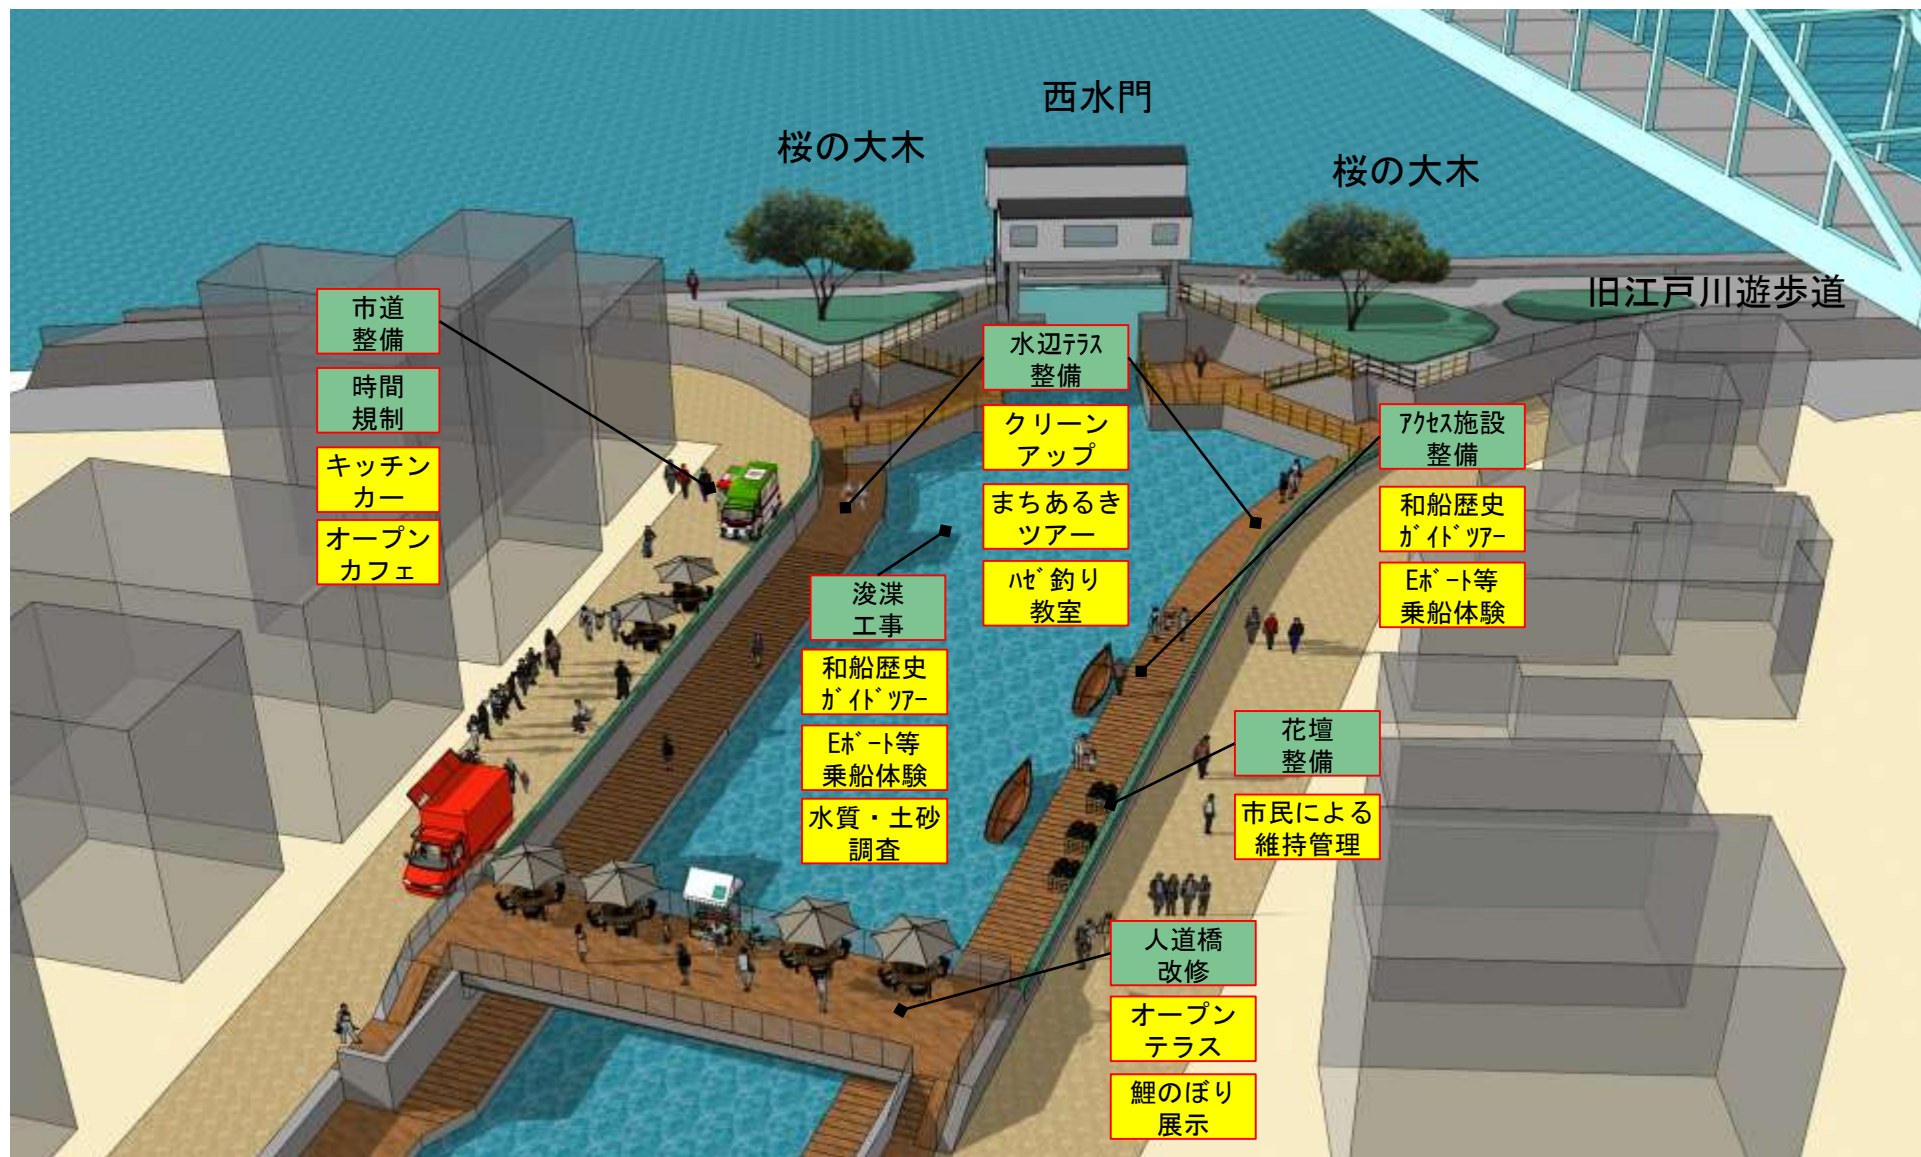 西水門
桜の大木
桜の大木
旧江戸川遊歩道
市道
整備
時間
規制
キッチン
カー
オープン
カフェ
水辺ﾃﾗｽ
整備
クリーン
アップ
まちあるき
ツアー
ﾊｾﾞ釣り
教室
ｱｸｾｽ施設
整備
和船歴史
ｶﾞｲﾄﾞﾂｱｰ
Eﾎﾞｰﾄ等
乗船体験
浚渫
工事
和船歴史
ｶﾞｲﾄﾞﾂｱｰ
Eﾎﾞｰﾄ等
乗船体験
水質・土砂
調査
花壇
整備
市民による
維持管理
人道橋
改修
オープン
テラス
鯉のぼり
展示